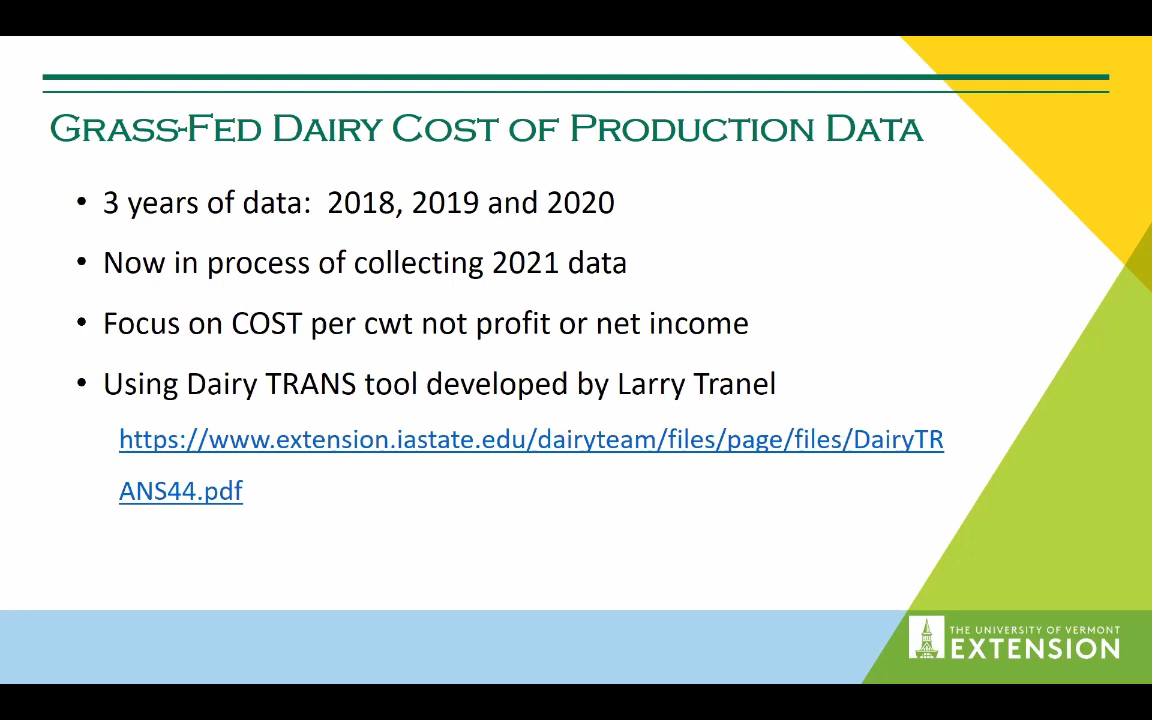 GRASS-FED DAIRY COST OF PRODUCTION DATA
• 3 years of data:  2018, 2019 and 2020
• Now in process of collecting 2021 data
• Focus on COST per cwt not profit or net income
• Using Dairy TRANS tool developed by Larry Tranel
https://www.extension.iastate.edu/dairyteam/files/page/files/DairyTR
ANS44.pdf
THE UNIVERSITY OF VERMONT
EXTENSION